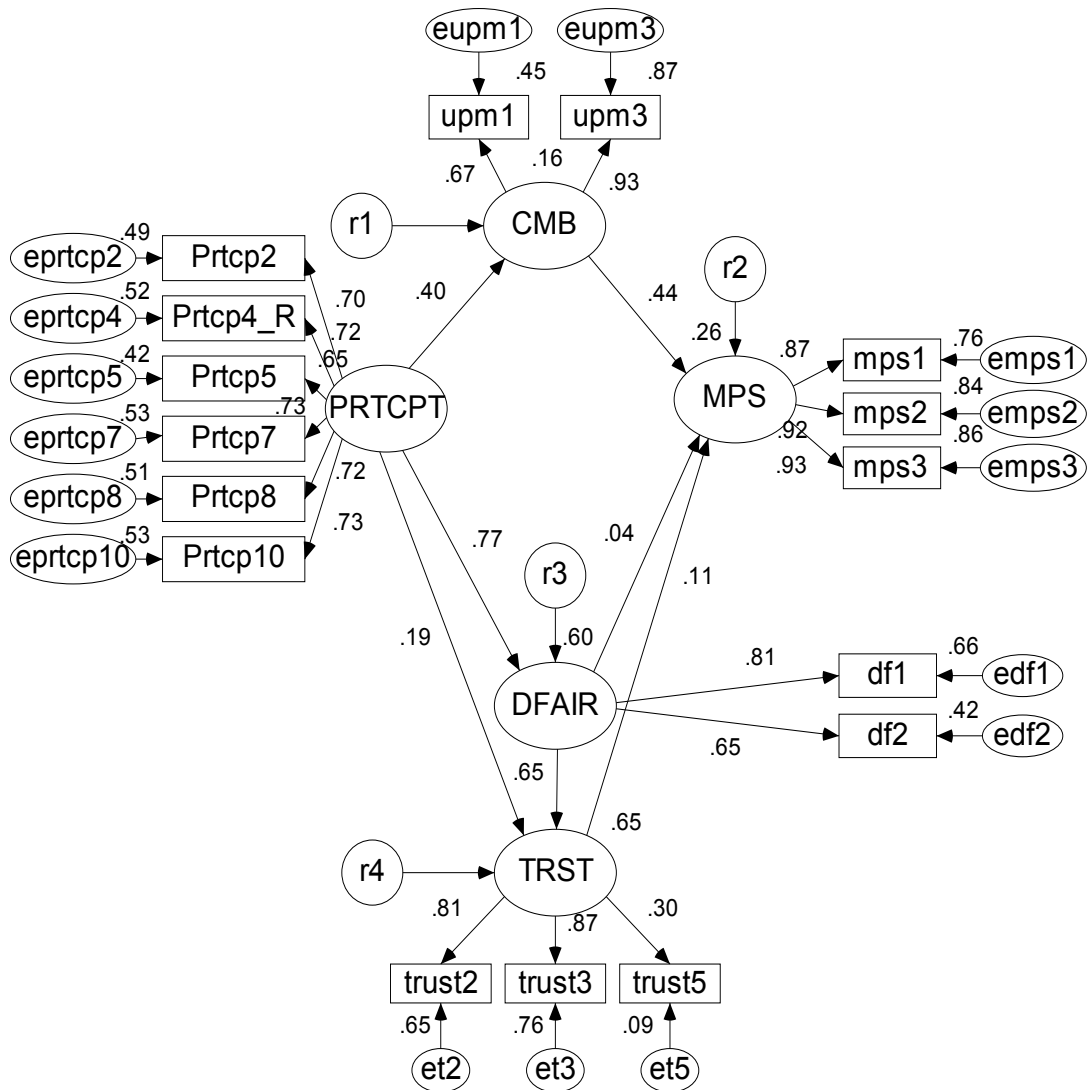 eupm1
eupm3
.45
.87
upm1
upm3
.67
.16
.93
r1
CMB
eprtcp2
.49
Prtcp2
r2
eprtcp4
.52
Prtcp4_R
.70
.40
.44
.72
.26
.87
mps1
.76
emps1
eprtcp5
.42
Prtcp5
.65
PRTCPT
MPS
mps2
.84
emps2
eprtcp7
.53
Prtcp7
.73
.92
.93
mps3
.86
emps3
eprtcp8
.51
Prtcp8
.72
eprtcp10
.53
Prtcp10
.73
.77
r3
.04
.11
.19
.60
DFAIR
.81
df1
.66
edf1
.65
df2
.42
edf2
.65
.65
r4
TRST
.81
.87
.30
trust2
trust3
trust5
.65
.76
.09
et2
et3
et5